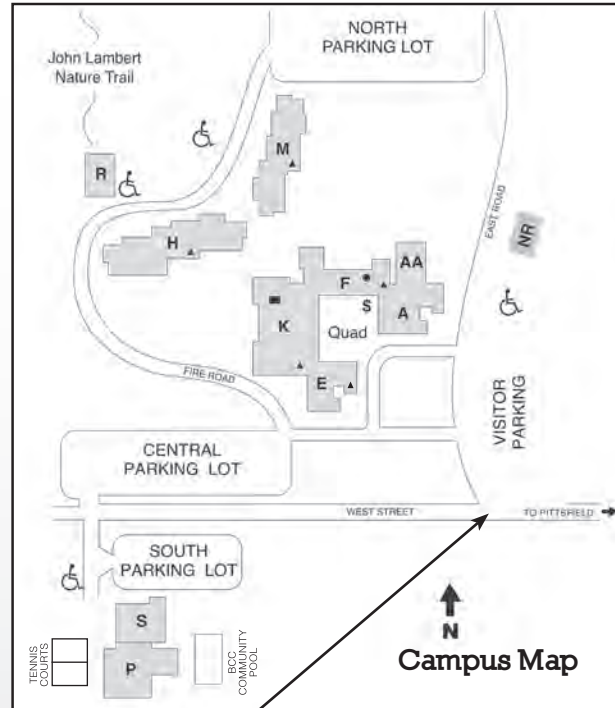 NORTH
PARKING LOT
John Lambert
Nature Trail
M
R
H
EAST ROAD
NR
AA
F
A
$
K
Quad
E
FIRE ROAD
VISITOR
PARKING
CENTRAL
PARKING LOT
WEST STREET
TO PITTEFIELD
SOUTH
PARKING LOT
S
P
TENNIS
COURTS
BCC
COMMUNITY
POOL
N
Campus Map